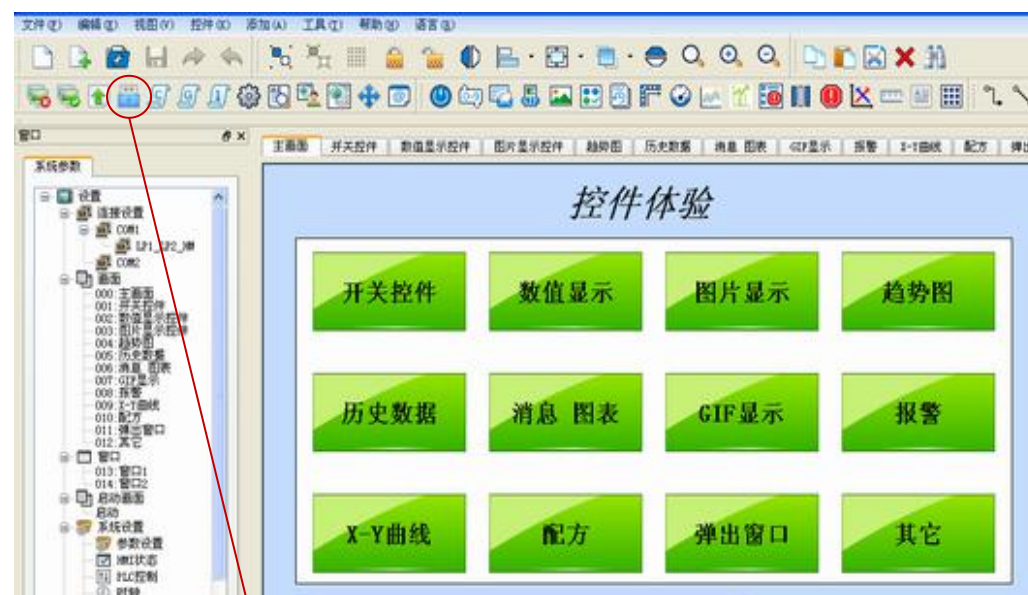 文件(F) 编辑(E) 视图(V) 控件(X) 添加(A) 工具(T) 帮助(H) 语言(L)
窗口
主画面 开关控件 数值显示控件 图片显示控件 趋势图 历史数据 消息 图表 GIF显示 报警 X-Y曲线 配方
系统参数
设置
连接设置
COM1
COM2
画面
000:主画面
001:开关控件
002:数值显示控件
003:图片显示控件
004:趋势图
005:历史数据
006:消息 图表
007:GIF显示
008:报警
009:X-Y曲线
010:配方
011:弹出窗口
012:其它
窗口
013:窗口1
014:窗口2
启动画面
启动
系统设置
参数设置
HMI状态
PLC控制
控件体验
开关控件 数值显示 图片显示 趋势图
历史数据 消息 图表 GIF显示 报警
X-Y曲线 配方 弹出窗口 其它